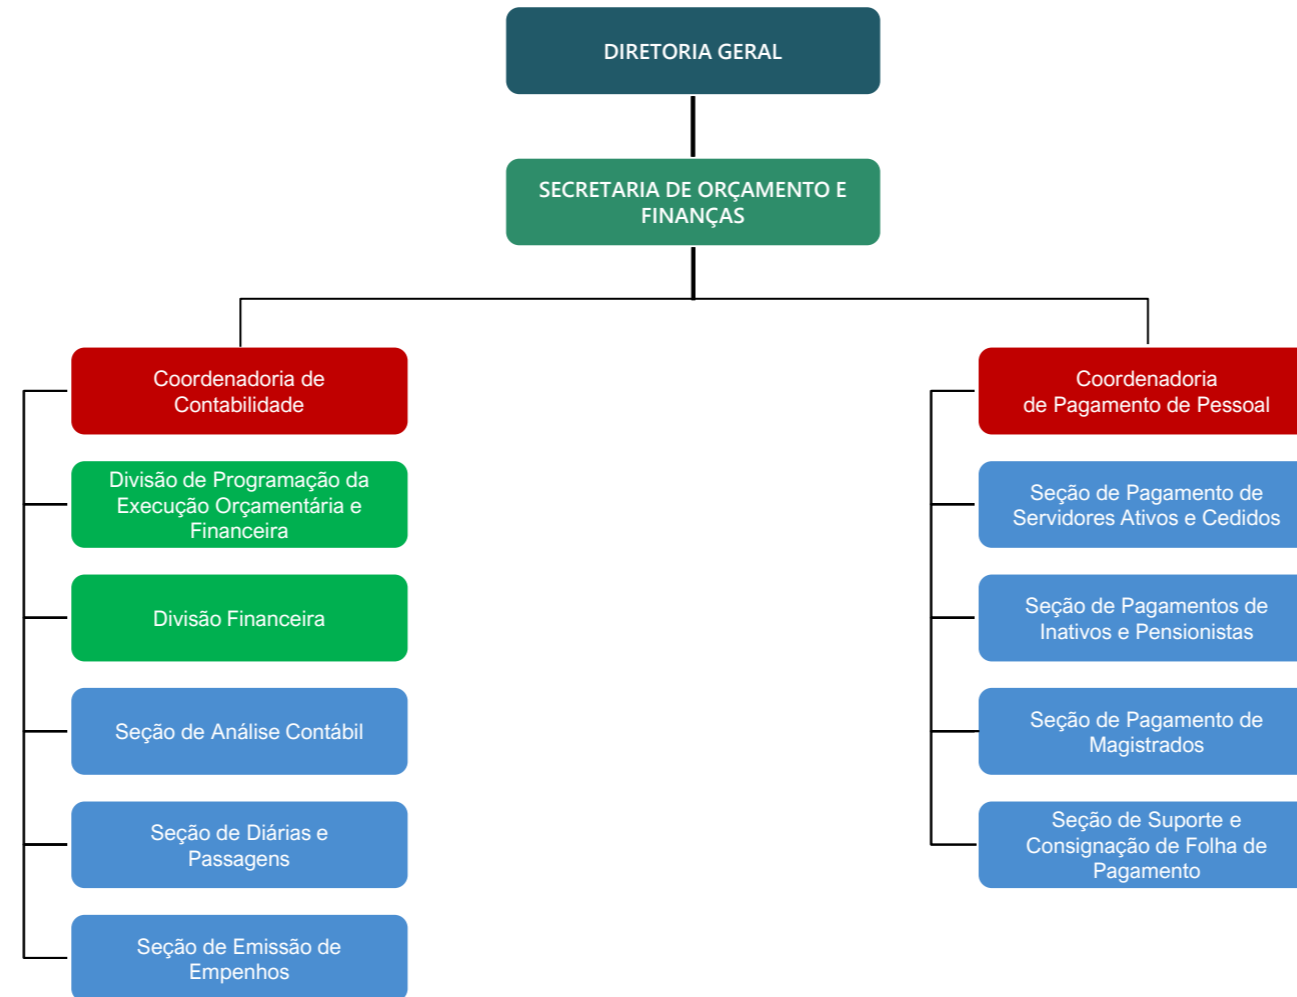 DIRETORIA GERAL
SECRETARIA DE ORÇAMENTO E
FINANÇAS
Coordenadoria de
Contabilidade
Divisão de Programação da
Execução Orçamentária e
Financeira
Divisão Financeira
Seção de Análise Contábil
Seção de Diárias e
Passagens
Seção de Emissão de
Empenhos
Coordenadoria
de Pagamento de Pessoal
Seção de Pagamento de
Servidores Ativos e Cedidos
Seção de Pagamentos de
Inativos e Pensionistas
Seção de Pagamento de
Magistrados
Seção de Suporte e
Consignação de Folha de
Pagamento